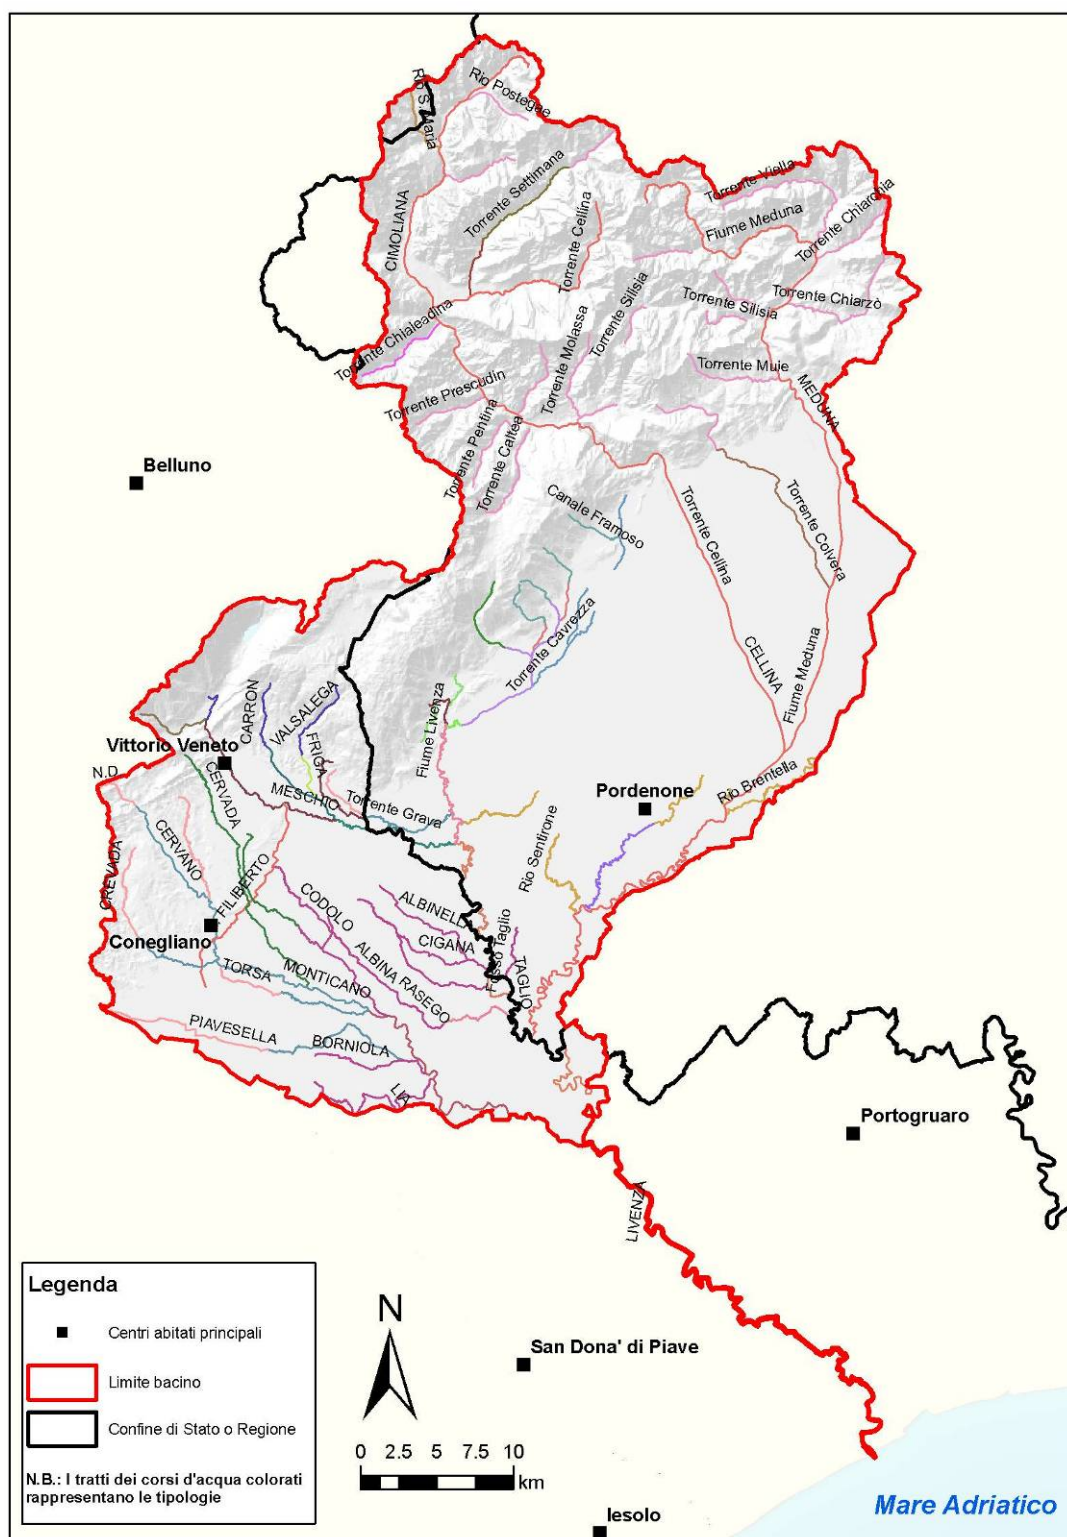 Rio S. Maria
Rio Postegae
CIMOLIANA
Torrente Settimana
Torrente Cellina
Torrente Viella
Fiume Meduna
Torrente Chiarchia
Torrente Chialeadina
Torrente Silisia
Torrente Silisia
Torrente Chiarzò
Torrente Molassa
Torrente Muie
Torrente Prescudin
MEDUNA
Torrente Pentina
Torrente Caltea
Belluno
Canale Framoso
Torrente Cellina
Torrente Colvera
Torrente Cavrezza
CELLINA
Fiume Meduna
Fiume Livenza
CARRON
VALSALEGA
FRIGA
Vittorio Veneto
N.D.
CERVADA
MESCHIO
Torrente Grava
Pordenone
Rio Brentella
Rio Sentirone
CREVADA
CERVANO
FILIBERTO
Conegliano
CODOLO
ALBINELLA
CIGANA
Fosso Taglio
TAGLIO
TORSA
MONTICANO
ALBINA RASEGO
PIAVESELLA
BORNIOLA
LIA
Portogruaro
LIVENZA
San Dona' di Piave
Iesolo
Mare Adriatico
Legenda
Centri abitati principali
Limite bacino
Confine di Stato o Regione
N.B.: I tratti dei corsi d'acqua colorati
rappresentano le tipologie
N
0 2.5 5 7.5 10
km